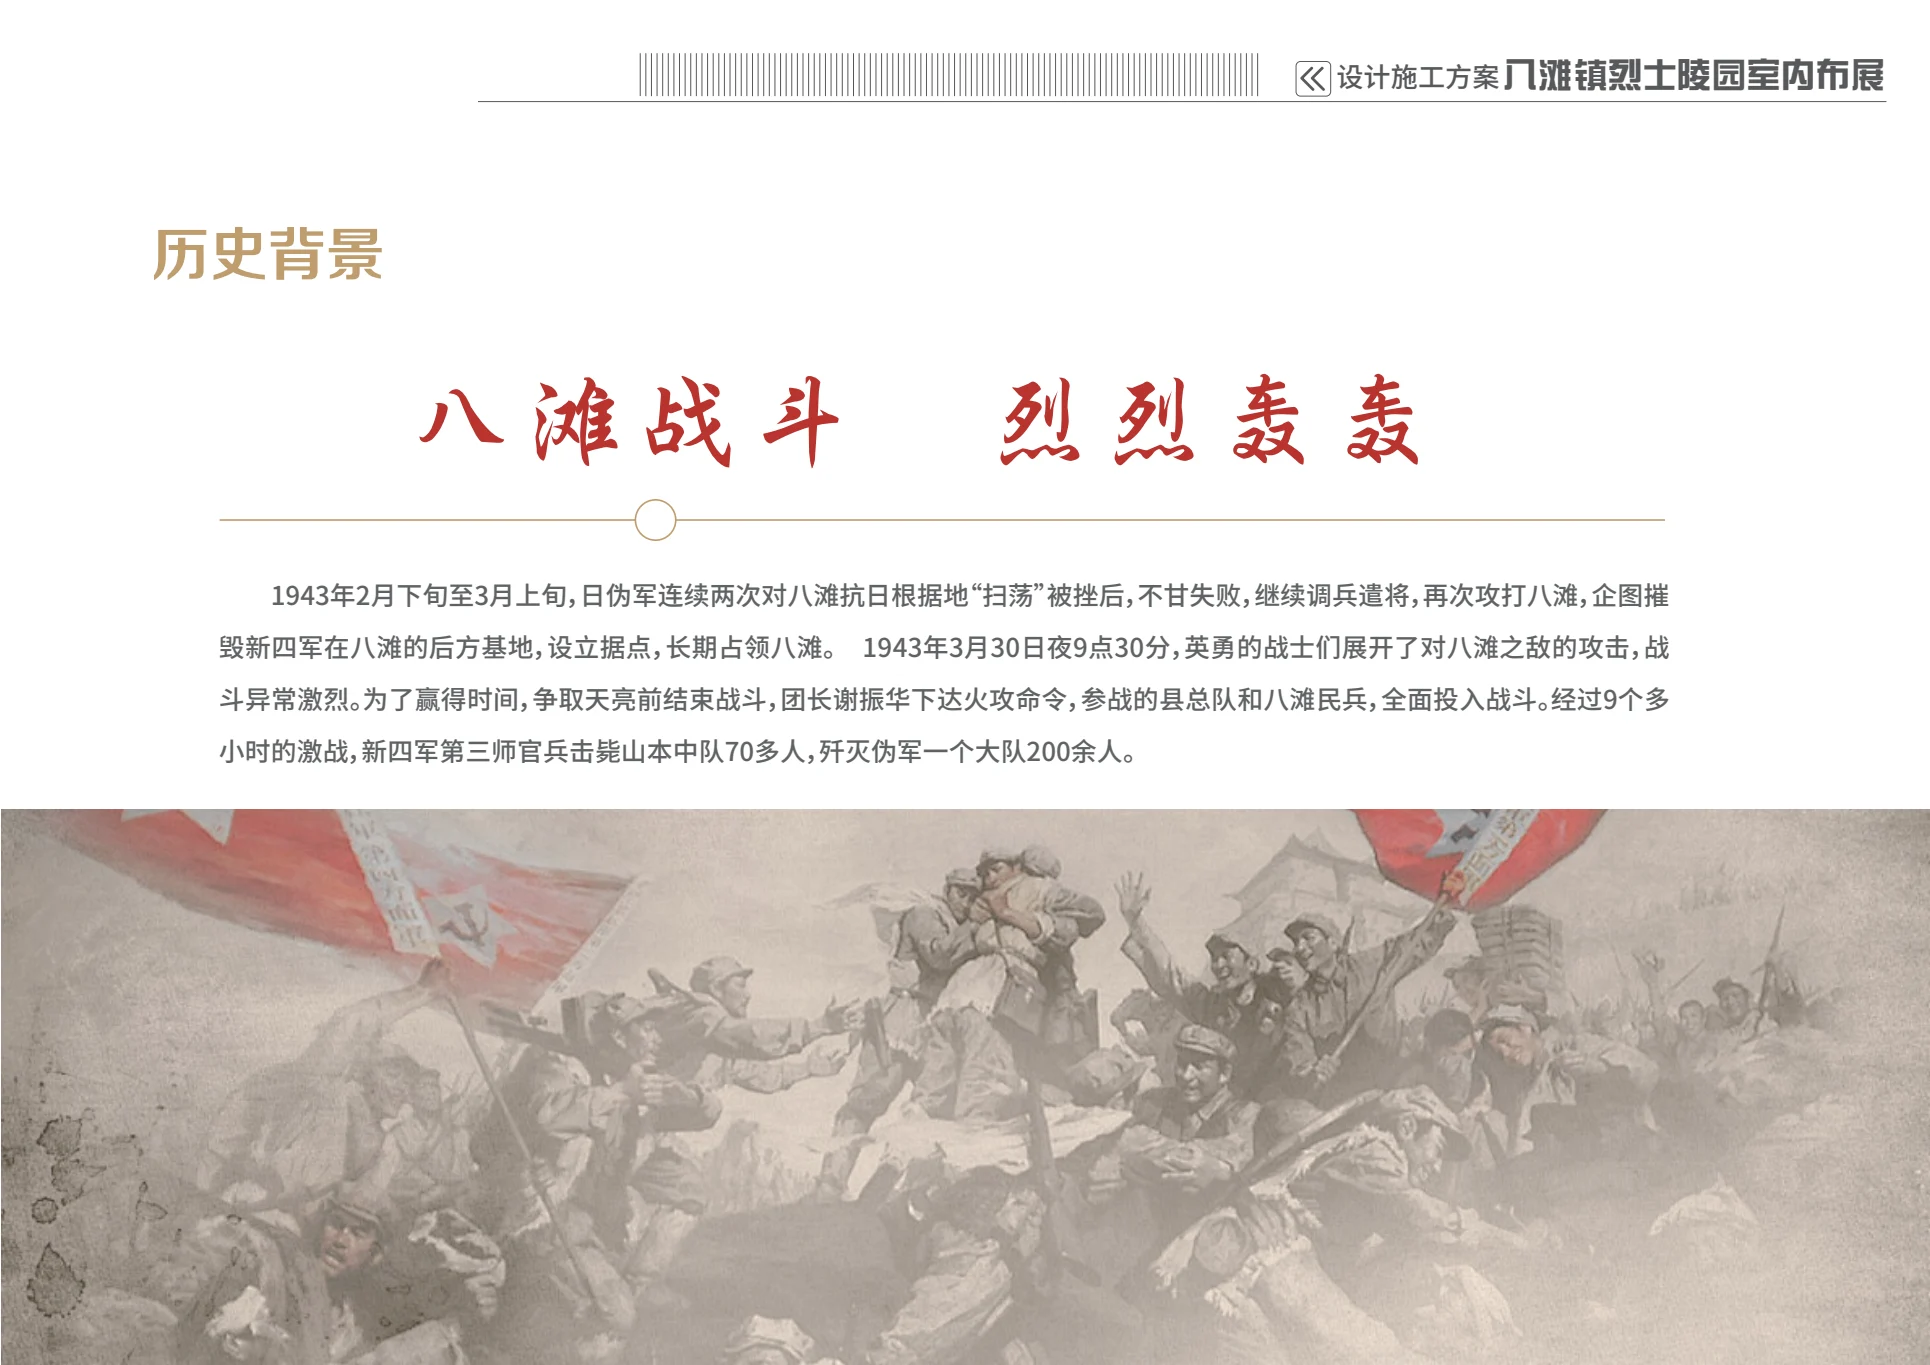 设计施工方案 八滩镇烈士陵园室内布展
历史背景
八滩战斗 烈烈轰轰
1943年2月下旬至3月上旬，日伪军连续两次对八滩抗日根据地“扫荡”被挫后，不甘失败，继续调兵遣将，再次攻打八滩，企图摧
毁新四军在八滩的后方基地，设立据点，长期占领八滩。 1943年3月30日夜9点30分，英勇的战士们展开了对八滩之敌的攻击，战
斗异常激烈。为了赢得时间，争取天亮前结束战斗，团长谢振华下达火攻命令，参战的县总队和八滩民兵，全面投入战斗。经过9个多
小时的激战，新四军第三师官兵击毙山本中队70多人，歼灭伪军一个大队200余人。